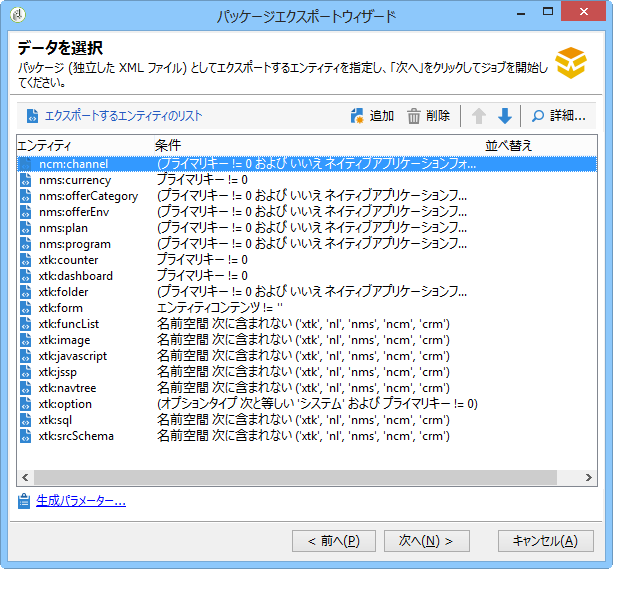 パッケージエクスポートウィザード
データを選択
パッケージ (独立した XML ファイル) としてエクスポートするエンティティを指定し、「次へ」をクリックしてジョブを開始し
てください。
エクスポートするエンティティのリスト 追加 削除 詳細...
エンティティ 条件 並べ替え
ncm:channel (プライマリキー != 0 および いいえ ネイティブアプリケーションフォ...
nms:currency プライマリキー != 0
nms:offerCategory (プライマリキー != 0 および いいえ ネイティブアプリケーションフ...
nms:offerEnv (プライマリキー != 0 および いいえ ネイティブアプリケーションフ...
nms:plan (プライマリキー != 0 および いいえ ネイティブアプリケーションフ...
nms:program (プライマリキー != 0 および いいえ ネイティブアプリケーションフ...
xtk:counter プライマリキー != 0
xtk:dashboard プライマリキー != 0
xtk:folder (プライマリキー != 0 および いいえ ネイティブアプリケーションフ...
xtk:form エンティティコンテンツ != ''
xtk:funcList 名前空間 次に含まれない ('xtk', 'nl', 'nms', 'ncm', 'crm')
xtk:image 名前空間 次に含まれない ('xtk', 'nl', 'nms', 'ncm', 'crm')
xtk:javascript 名前空間 次に含まれない ('xtk', 'nl', 'nms', 'ncm', 'crm')
xtk:jssp 名前空間 次に含まれない ('xtk', 'nl', 'nms', 'ncm', 'crm')
xtk:navtree 名前空間 次に含まれない ('xtk', 'nl', 'nms', 'ncm', 'crm')
xtk:option (オプションタイプ 次と等しい 'システム' および プライマリキー != 0)
xtk:sql 名前空間 次に含まれない ('xtk', 'nl', 'nms', 'ncm', 'crm')
xtk:srcSchema 名前空間 次に含まれない ('xtk', 'nl', 'nms', 'ncm', 'crm')
生成パラメーター...
< 前へ(P) 次へ(N) > キャンセル(A)